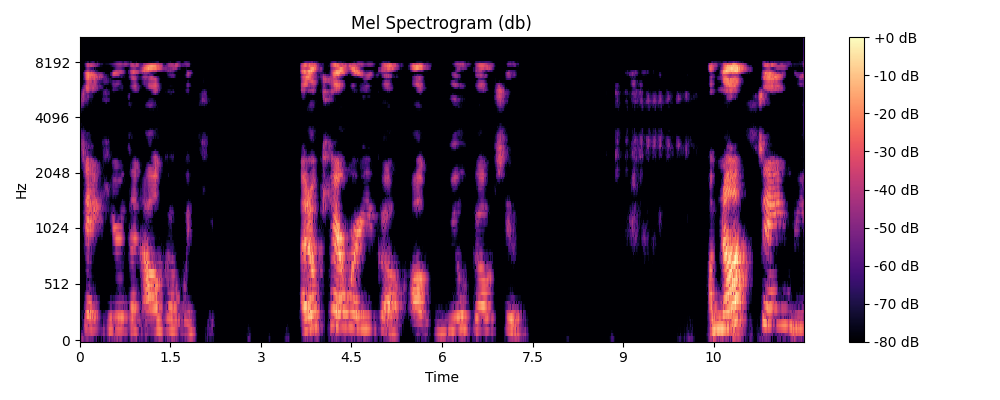 Mel Spectrogram (db)
Hz
8192
4096
2048
1024
512
0
0 1.5 3 4.5 6 7.5 9 10
Time
+0 dB
-10 dB
-20 dB
-30 dB
-40 dB
-50 dB
-60 dB
-70 dB
-80 dB